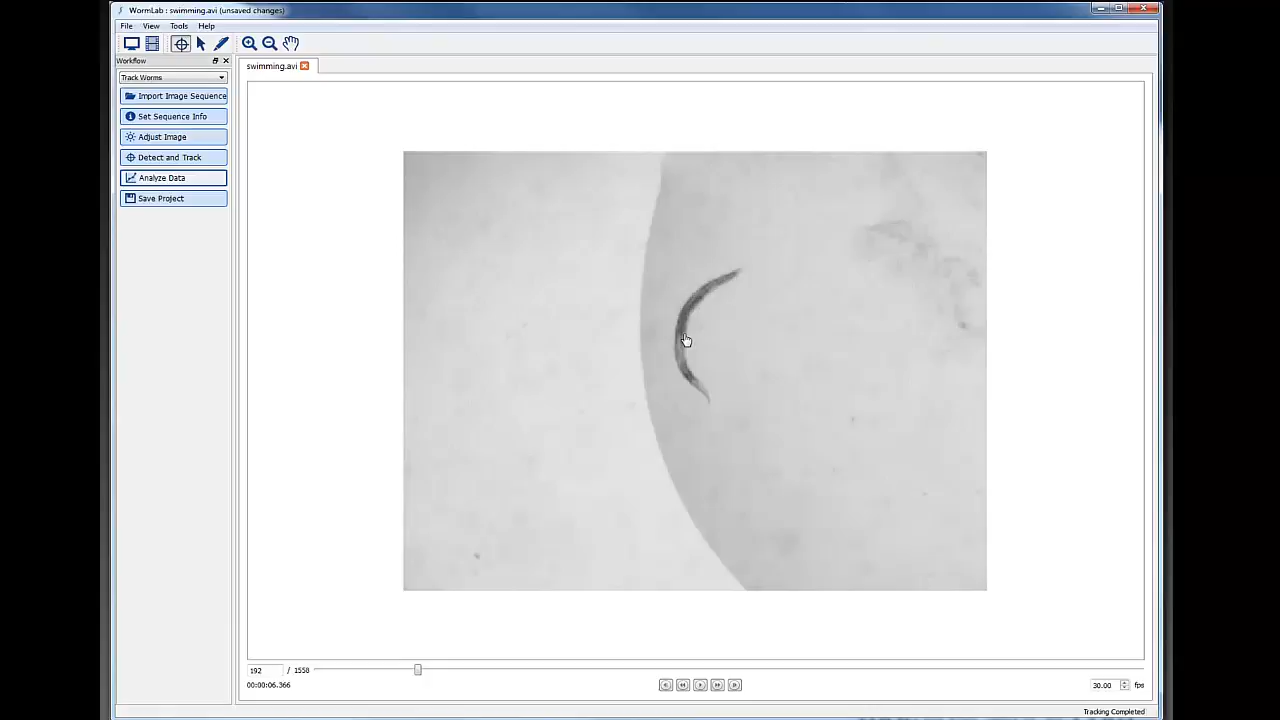 WormLab : swimming.avi (unsaved changes)
File View Tools Help
Workflow
swimming.avi
Track Worms
Import Image Sequence
Set Sequence Info
Adjust Image
Detect and Track
Analyze Data
Save Project
192 / 1550
00:00:06.366
30.00 fps
Tracking Completed